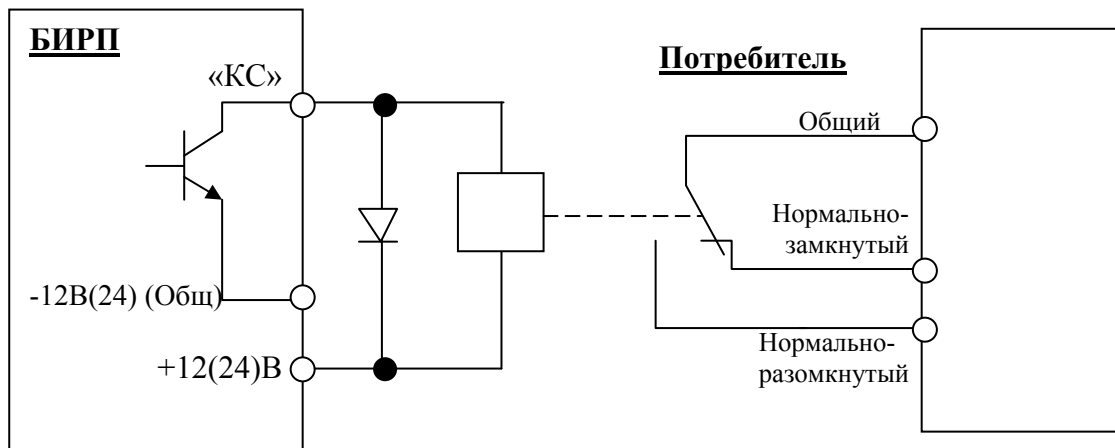 БИРП
«КС»
-12В(24) (Общ)
+12(24)В
Потребитель
Общий
Нормально-
замкнутый
Нормально-
разомкнутый